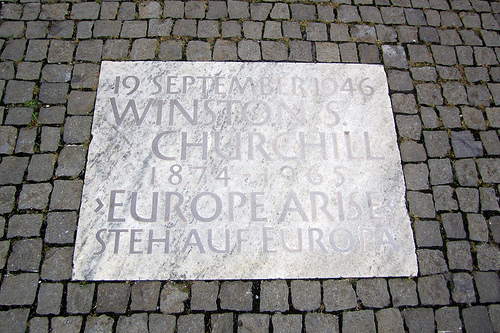 19. SEPTEMBER 1946
WINSTON S.
CHURCHILL
1874 1965
›EUROPE ARISE
STEH AUF EUROPA